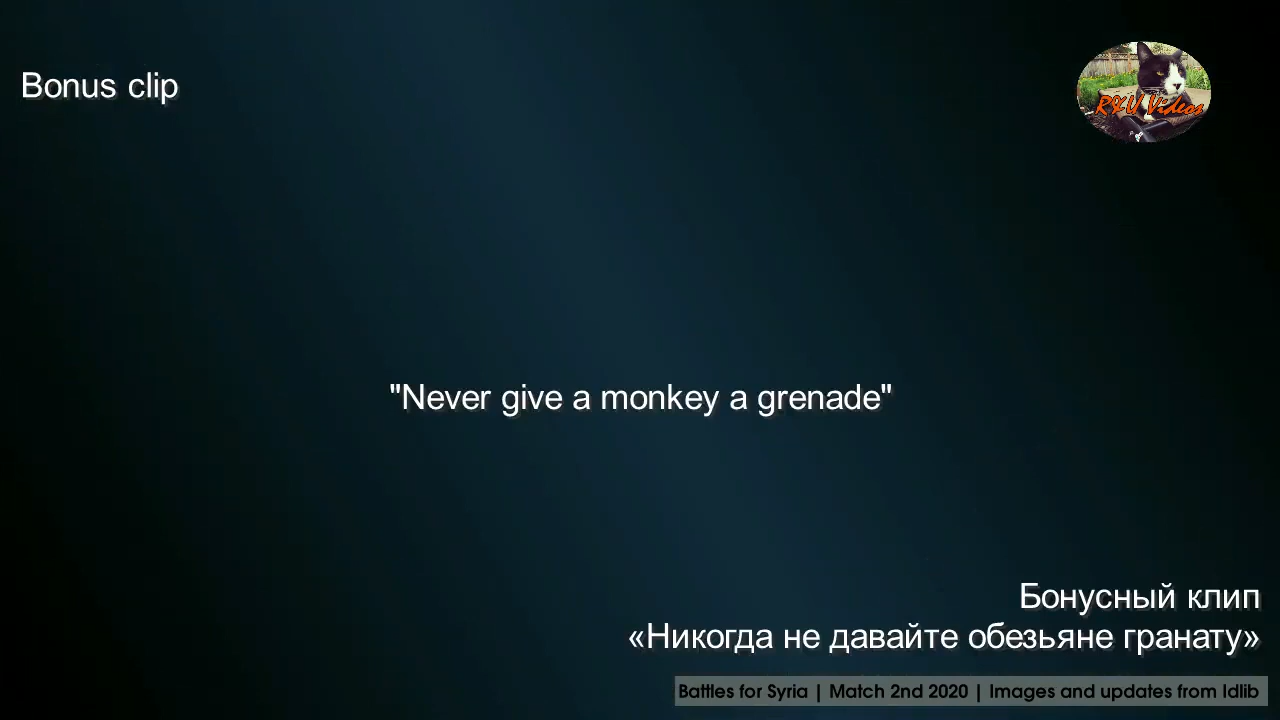 Bonus clip
R&U Videos
"Never give a monkey a grenade"
Бонусный клип
«Никогда не давайте обезьяне гранату»
Battles for Syria | Match 2nd 2020 | Images and updates from Idlib